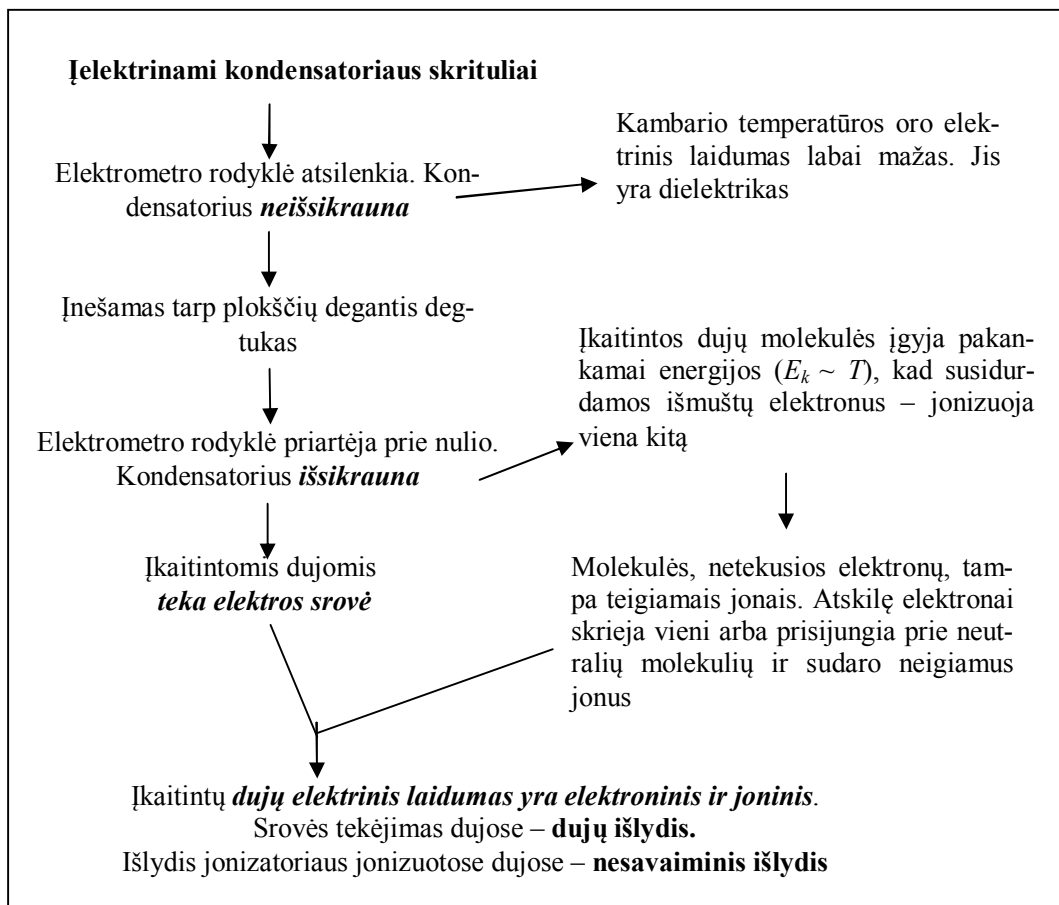 Įelektrinami kondensatoriaus skrituliai
Elektrometro rodyklė atsilenkia. Kon-
densatorius neišsikrauna
Kambario temperatūros oro elek-
trinis laidumas labai mažas. Jis
yra dielektrikas
Įnešamas tarp plokščių degantis deg-
tukas
Elektrometro rodyklė priartėja prie nulio.
Kondensatorius išsikrauna
Įkaitintos dujų molekulės įgyja pakan-
kamai energijos (Ek ~ T), kad susidur-
damos išmuštų elektronus – jonizuoja
viena kitą
Įkaitintomis dujomis
teka elektros srovė
Molekulės, netekusios elektronų, tam-
pa teigiamais jonais. Atskilę elektronai
skrieja vieni arba prisijungia prie neut-
ralių molekulių ir sudaro neigiamus
jonus
Įkaitintų dujų elektrinis laidumas yra elektroninis ir joninis.
Srovės tekėjimas dujose – dujų išlydis.
Išlydis jonizatoriaus jonizuotose dujose – nesavaiminis išlydis